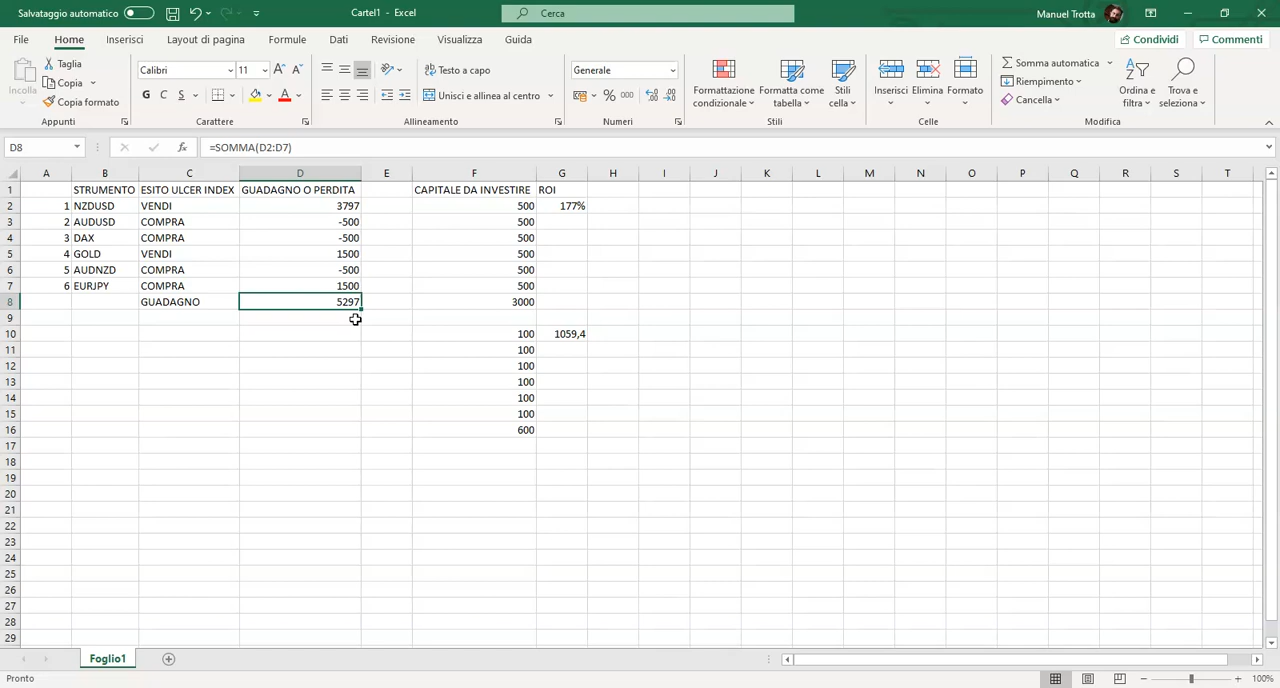 Salvataggio automatico Cartel1 - Excel Cerca Manuel Trotta
File Home Inserisci Layout di pagina Formule Dati Revisione Visualizza Guida Condividi Commenti
Incolla Taglia Copia Copia formato
Calibri 11 A A
G C S A
Testo a capo
Unisci e allinea al centro
Generale
% 000
Formattazione condizionale Formatta come tabella Stili cella
Inserisci Elimina Formato
Somma automatica
Riempimento
Cancella
Ordina e filtra Trova e seleziona
Appunti Carattere Allineamento Numeri Stili Celle Modifica
D8 fx =SOMMA(D2:D7)
A B C D E F G H I J K L M N O P Q R S T
1 STRUMENTO ESITO ULCER INDEX GUADAGNO O PERDITA CAPITALE DA INVESTIRE ROI
2 1 NZDUSD VENDI 3797 500 177%
3 2 AUDUSD COMPRA -500 500
4 3 DAX COMPRA -500 500
5 4 GOLD VENDI 1500 500
6 5 AUDNZD COMPRA -500 500
7 6 EURJPY COMPRA 1500 500
8 GUADAGNO 5297 3000
9
10 100 1059,4
11 100
12 100
13 100
14 100
15 100
16 600
17
18
19
20
21
22
23
24
25
26
27
28
29
Foglio1
Pronto 100%